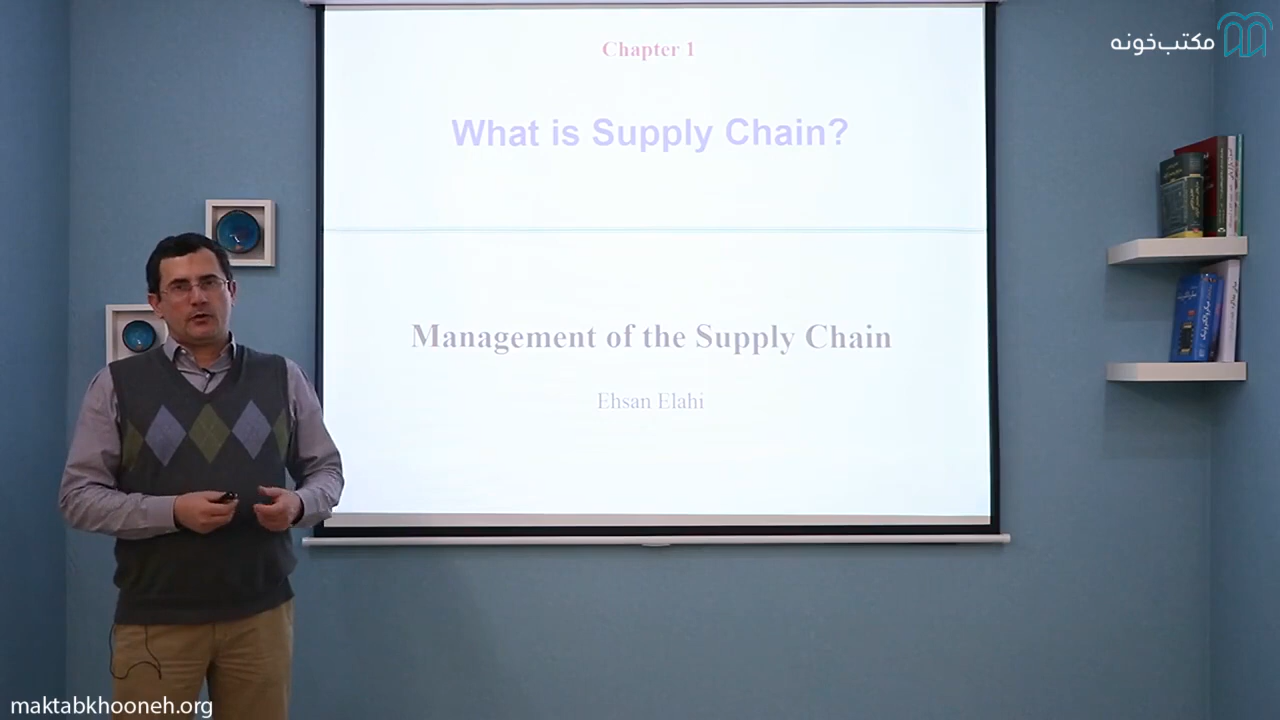 مکتب‌خونه
Chapter 1
What is Supply Chain?
Management of the Supply Chain
Ehsan Elahi
maktabkhooneh.org